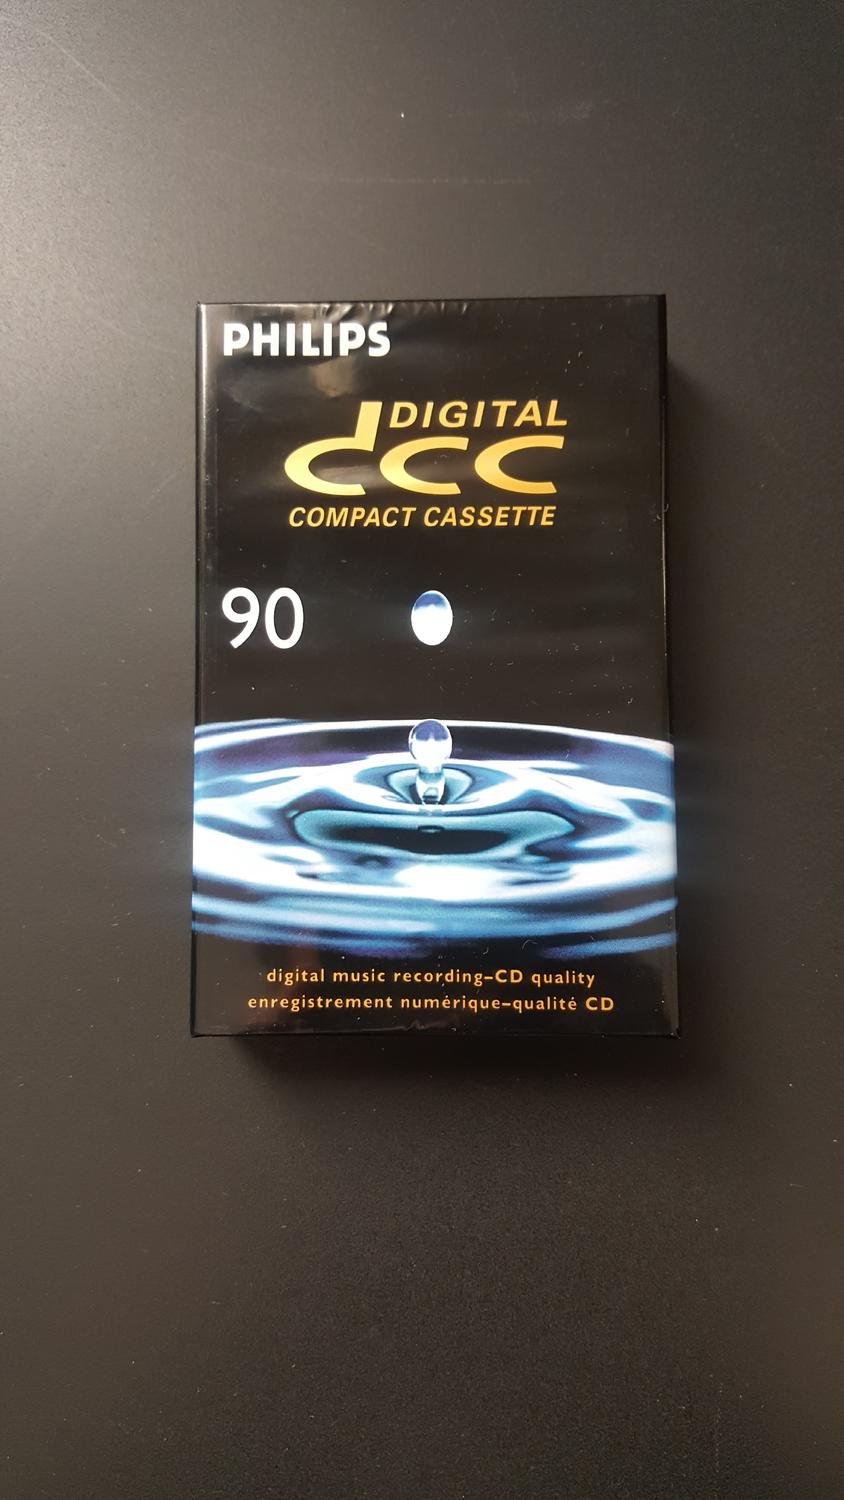 PHILIPS
DIGITAL
dcc
COMPACT CASSETTE
90
digital music recording–CD quality
enregistrement numérique–qualité CD